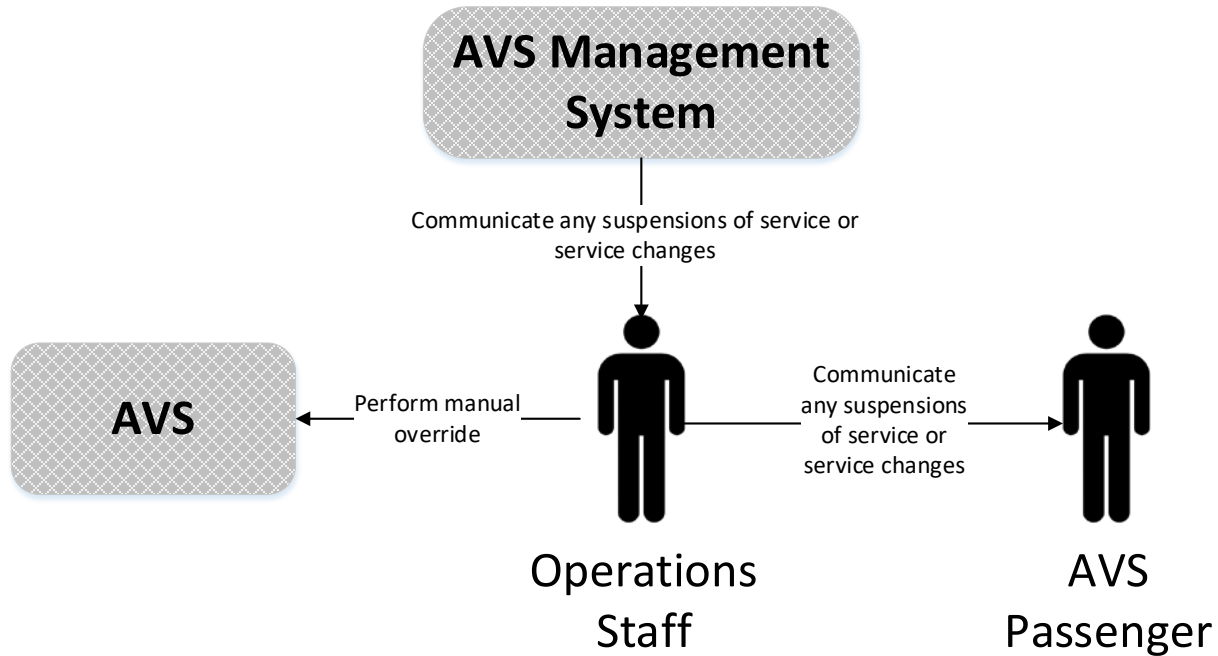 AVS Management
System
Communicate any suspensions of service or
service changes
AVS
Perform manual
override
Communicate
any suspensions
of service or
service changes
Operations
Staff
AVS
Passenger